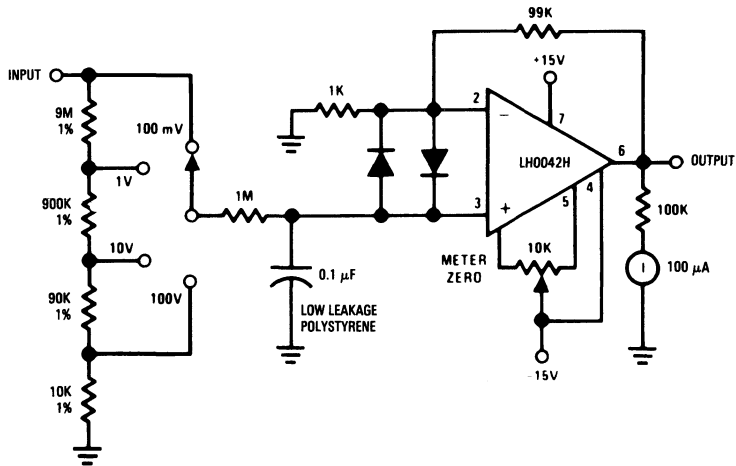 99K
+15V
INPUT
9M
1%
1K
2
100 mV
7
6
LH0042H
OUTPUT
1V
900K
1%
1M
3
4
5
100K
10V
METER
ZERO
10K
I
100 μA
0.1 μF
90K
1%
100V
LOW LEAKAGE
POLYSTYRENE
-15V
10K
1%